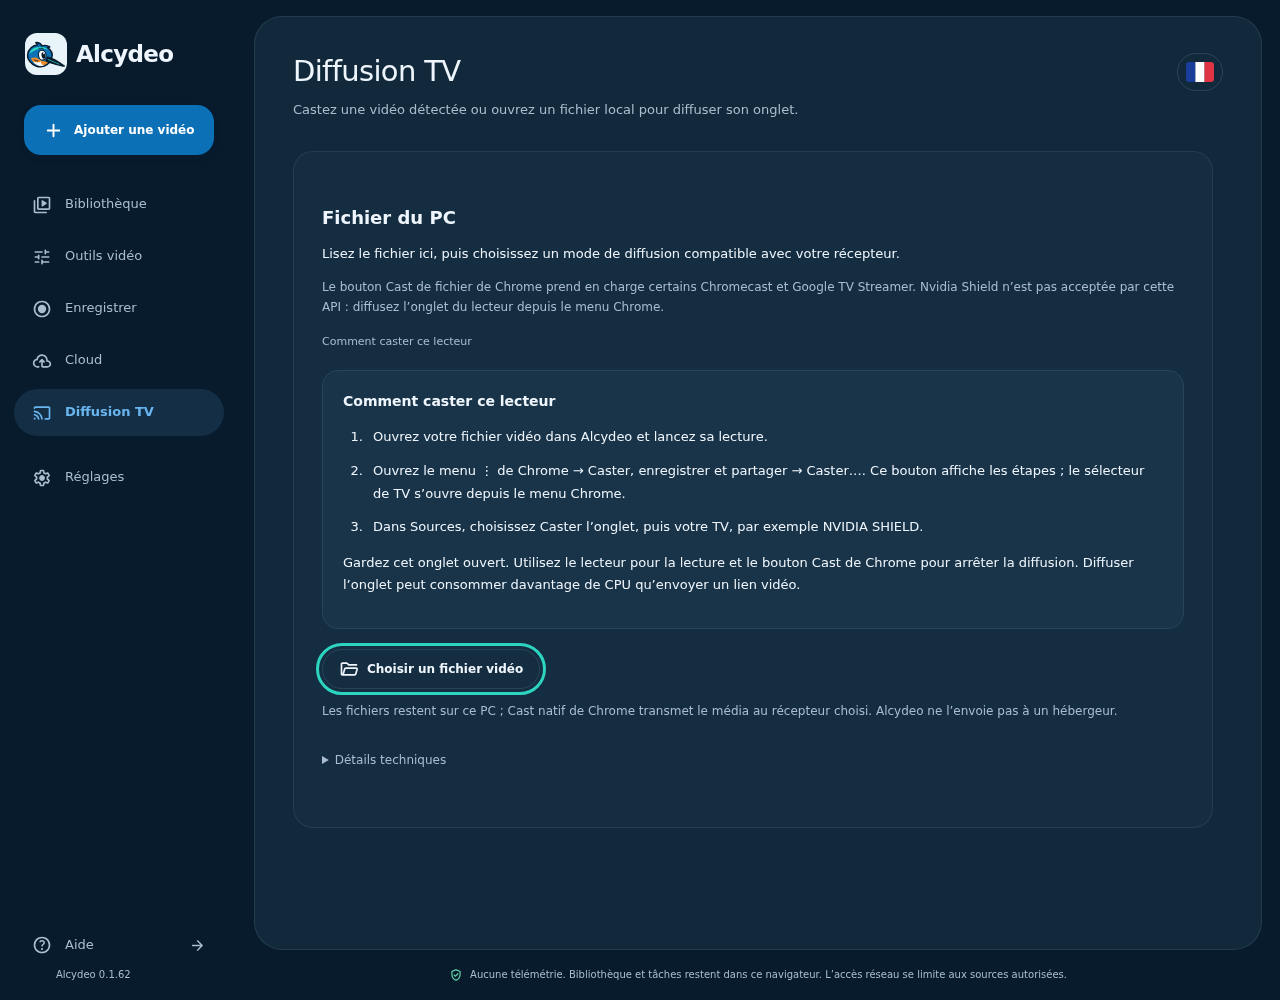 Alcydeo
Ajouter une vidéo
Bibliothèque
Outils vidéo
Enregistrer
Cloud
Diffusion TV
Réglages
Aide
Alcydeo 0.1.62
Diffusion TV
Castez une vidéo détectée ou ouvrez un fichier local pour diffuser son onglet.
Fichier du PC
Lisez le fichier ici, puis choisissez un mode de diffusion compatible avec votre récepteur.
Le bouton Cast de fichier de Chrome prend en charge certains Chromecast et Google TV Streamer. Nvidia Shield n’est pas acceptée par cette
API : diffusez l’onglet du lecteur depuis le menu Chrome.
Comment caster ce lecteur
Comment caster ce lecteur
1. Ouvrez votre fichier vidéo dans Alcydeo et lancez sa lecture.
2. Ouvrez le menu ⋮ de Chrome → Caster, enregistrer et partager → Caster…. Ce bouton affiche les étapes ; le sélecteur
de TV s’ouvre depuis le menu Chrome.
3. Dans Sources, choisissez Caster l’onglet, puis votre TV, par exemple NVIDIA SHIELD.
Gardez cet onglet ouvert. Utilisez le lecteur pour la lecture et le bouton Cast de Chrome pour arrêter la diffusion. Diffuser
l’onglet peut consommer davantage de CPU qu’envoyer un lien vidéo.
Choisir un fichier vidéo
Les fichiers restent sur ce PC ; Cast natif de Chrome transmet le média au récepteur choisi. Alcydeo ne l’envoie pas à un hébergeur.
Détails techniques
Aucune télémétrie. Bibliothèque et tâches restent dans ce navigateur. L’accès réseau se limite aux sources autorisées.